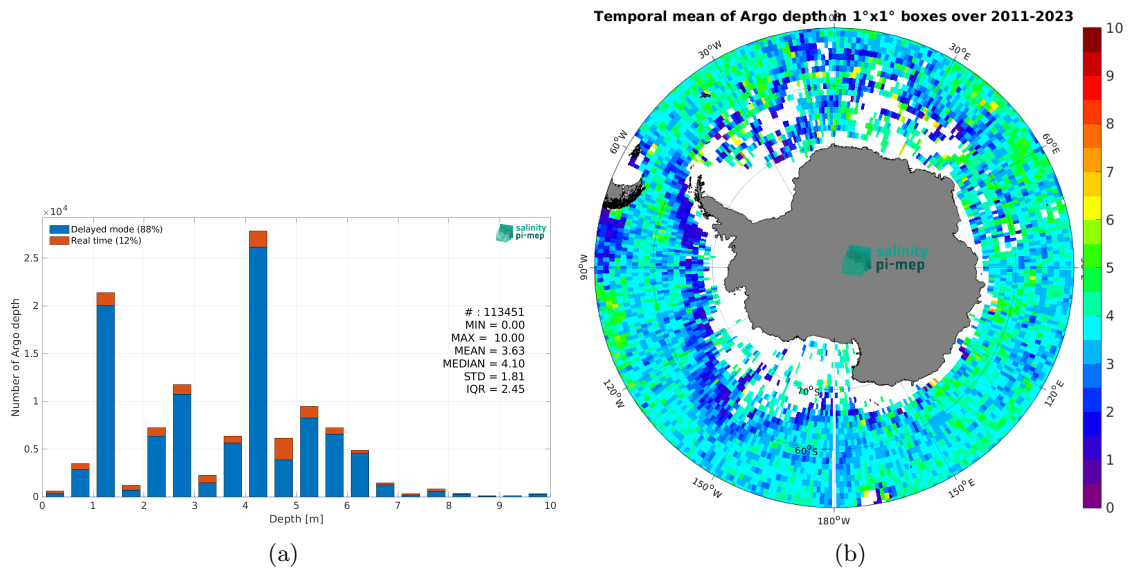 ×10⁴
Delayed mode (88%)
Real time (12%)
salinity
pi-mep
2.5
2
1.5
1
0.5
0
Number of Argo depth
# : 113451
MIN = 0.00
MAX = 10.00
MEAN = 3.63
MEDIAN = 4.10
STD = 1.81
IQR = 2.45
0 1 2 3 4 5 6 7 8 9 10
Depth [m]
(a)
Temporal mean of Argo depth in 1°x1° boxes over 2011-2023
30°W
30°E
60°W
60°E
90°W
120°W
120°E
150°W
150°E
180°W
70°S
60°S
salinity
pi-mep
10
9
8
7
6
5
4
3
2
1
0
(b)